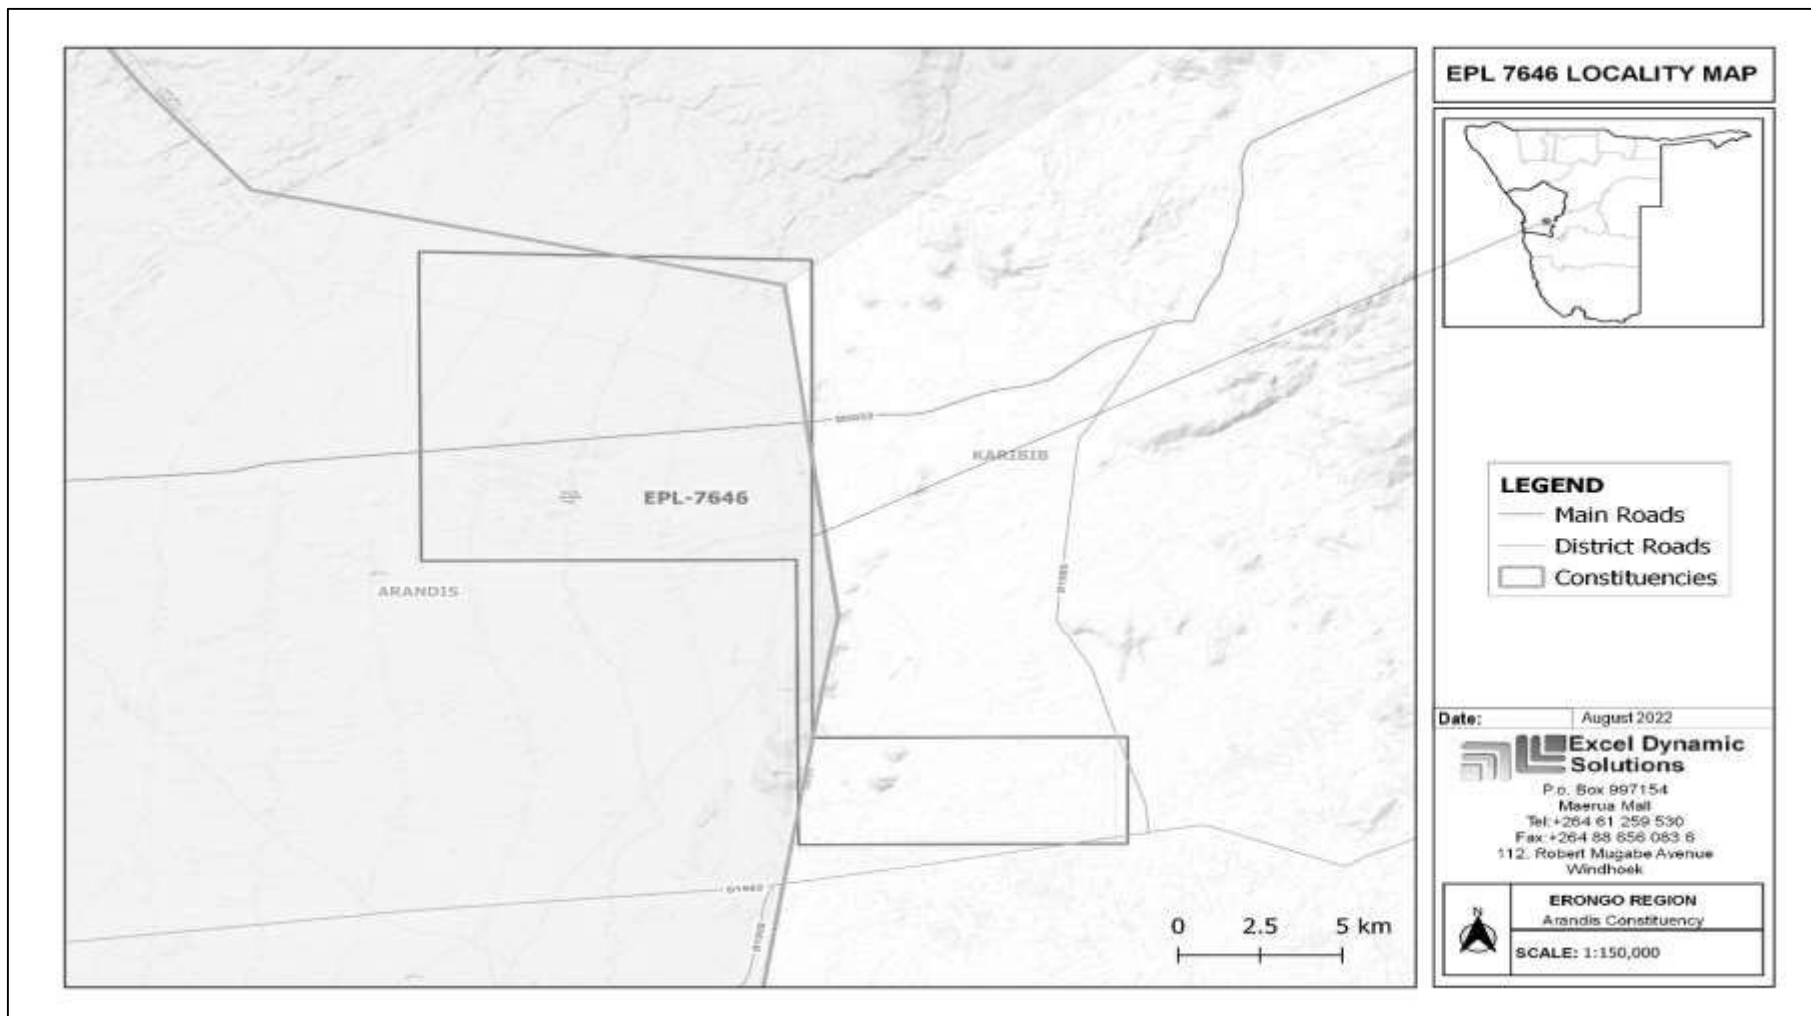 EPL 7646 LOCALITY MAP
KARIBIB
EPL-7646
ARANDIS
LEGEND
Main Roads
District Roads
Constituencies
Date:
August 2022
Excel Dynamic
Solutions
P.o. Box 997154
Maerua Mall
Tel:+264 61 259 530
Fax:+264 88 656 083 6
112, Robert Mugabe Avenue
Windhoek
0 2.5 5 km
N
ERONGO REGION
Arandis Constituency
SCALE: 1:150,000